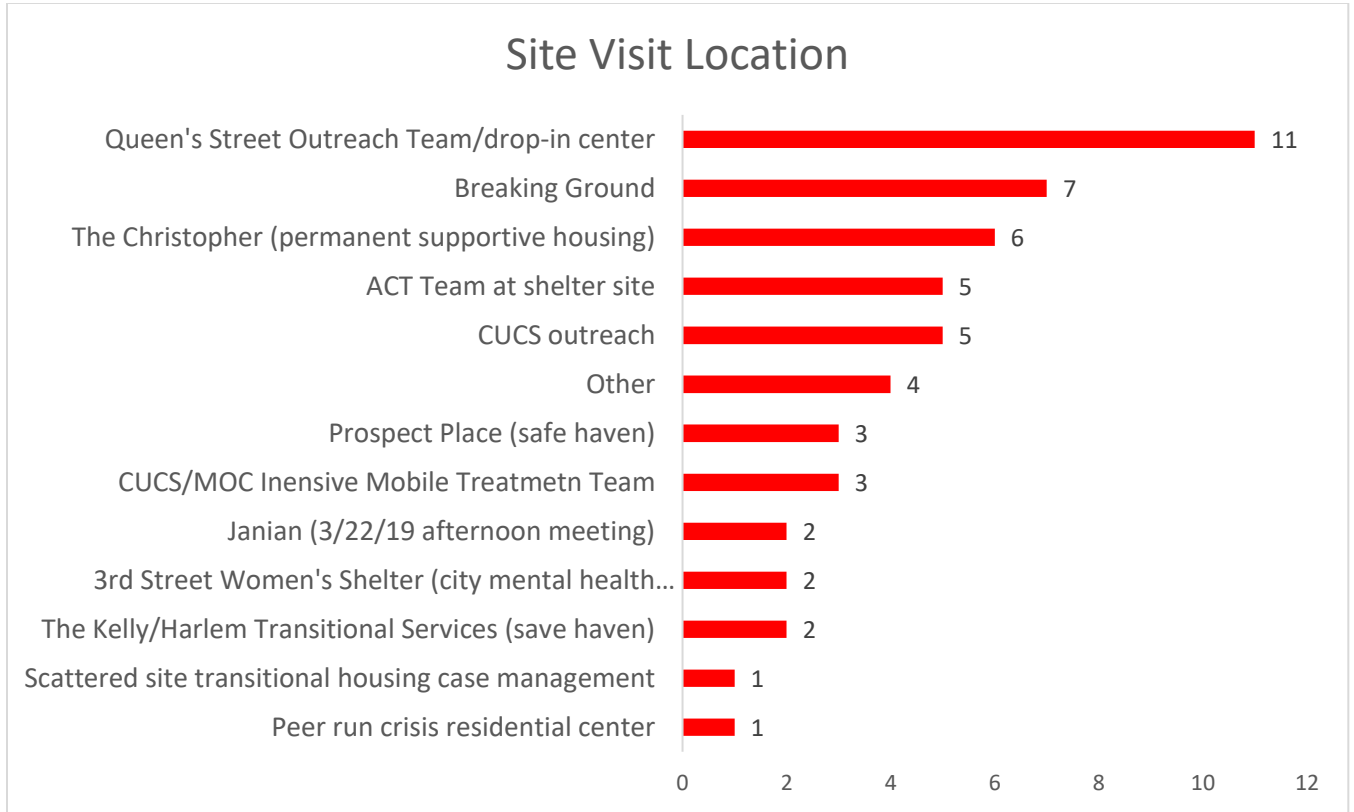 Site Visit Location
Queen's Street Outreach Team/drop-in center 11
Breaking Ground 7
The Christopher (permanent supportive housing) 6
ACT Team at shelter site 5
CUCS outreach 5
Other 4
Prospect Place (safe haven) 3
CUCS/MOC Inensive Mobile Treatmetn Team 3
Janian (3/22/19 afternoon meeting) 2
3rd Street Women's Shelter (city mental health... 2
The Kelly/Harlem Transitional Services (save haven) 2
Scattered site transitional housing case management 1
Peer run crisis residential center 1
0 2 4 6 8 10 12